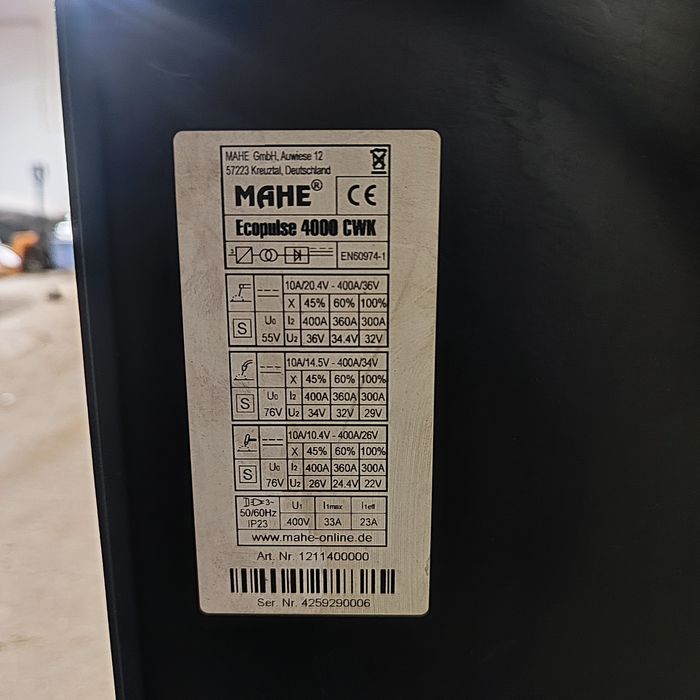 MAHE GmbH, Auwiese 12
57223 Kreuztal, Deutschland
MAHE®
CE
Ecopulse 4000 CWK
3~
EN60974-1
10A/20.4V - 400A/36V
X 45% 60% 100%
S U0 I2 400A 360A 300A
55V U2 36V 34.4V 32V
10A/14.5V - 400A/34V
X 45% 60% 100%
S U0 I2 400A 360A 300A
76V U2 34V 32V 29V
10A/10.4V - 400A/26V
X 45% 60% 100%
S U0 I2 400A 360A 300A
76V U2 26V 24.4V 22V
3~ U1 I1max I1eff
50/60Hz
IP23 400V 33A 23A
www.mahe-online.de
Art. Nr. 1211400000
Ser. Nr. 4259290006